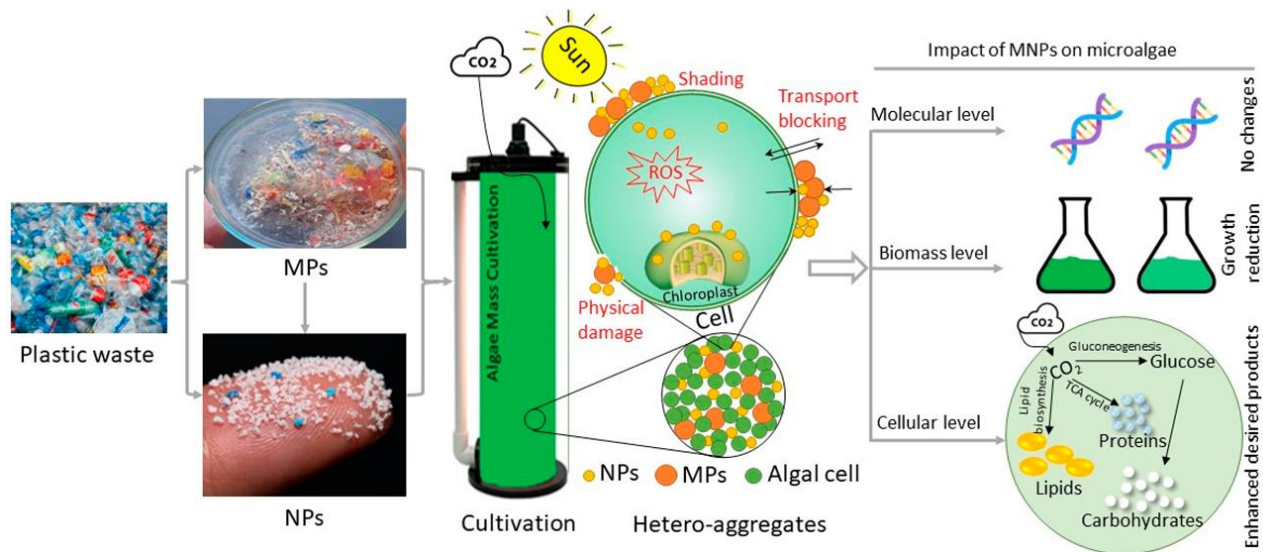 Plastic waste
MPs
NPs
CO2
Sun
Algae Mass Cultivation
Cultivation
Shading
Transport
blocking
ROS
Chloroplast
Physical
damage
Cell
NPs
MPs
Algal cell
Hetero-aggregates
Impact of MNPs on microalgae
Molecular level
No changes
Biomass level
Growth
reduction
Cellular level
CO2
CO2
Gluconeogenesis
Glucose
Lipid
biosynthesis
TCA cycle
Proteins
Lipids
Carbohydrates
Enhanced desired products